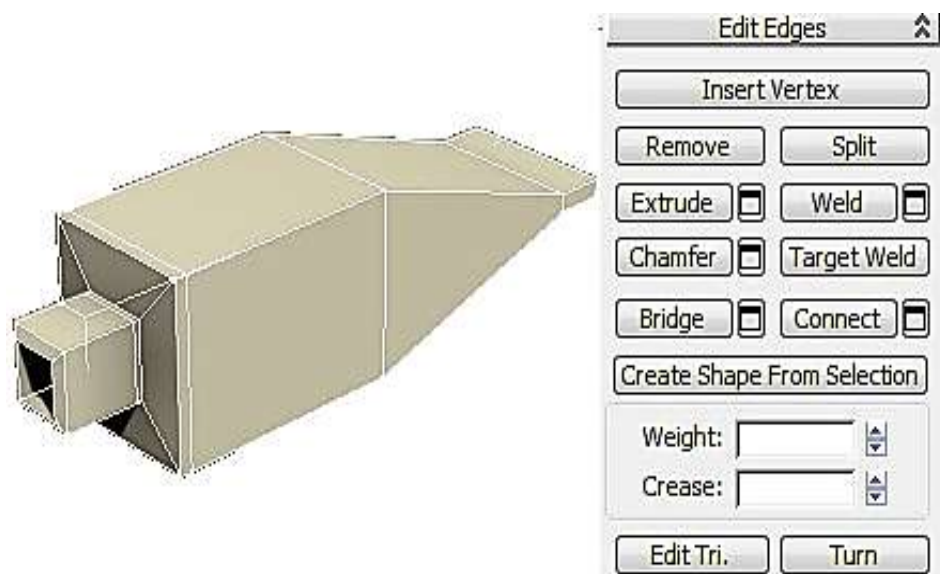 Edit Edges
Insert Vertex
Remove Split
Extrude Weld
Chamfer Target Weld
Bridge Connect
Create Shape From Selection
Weight:
Crease:
Edit Tri. Turn